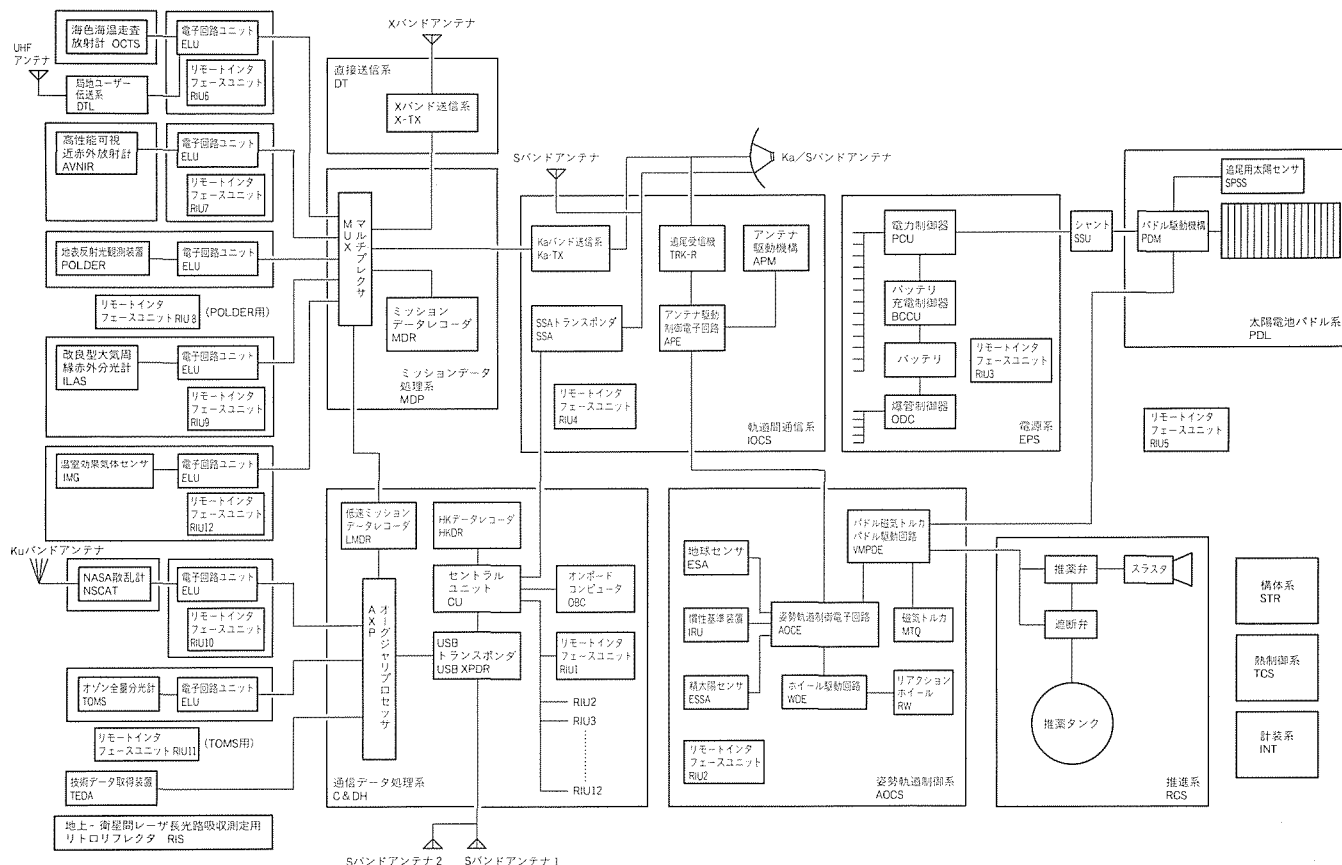 UHF
アンテナ
海色海温走査
放射計 OCTS
電子回路ユニット
ELU
リモートインタ
フェースユニット
RIU6
局地ユーザー
伝送系
DTL
高性能可視
近赤外放射計
AVNIR
電子回路ユニット
ELU
リモートインタ
フェースユニット
RIU7
地表反射光観測装置
POLDER
電子回路ユニット
ELU
リモートインタ
フェースユニット RIU8
(POLDER用)
改良型大気周
縁赤外分光計
ILAS
電子回路ユニット
ELU
リモートインタ
フェースユニット
RIU9
温室効果気体センサ
IMG
電子回路ユニット
ELU
リモートインタ
フェースユニット
RIU12
Kuバンドアンテナ
NASA散乱計
NSCAT
電子回路ユニット
ELU
リモートインタ
フェースユニット
RIU10
オゾン全量分光計
TOMS
電子回路ユニット
ELU
リモートインタ
フェースユニット RIU11
(TOMS用)
技術データ取得装置
TEDA
地上-衛星間レーザ長光路吸収測定用
リトロリフレクタ RIS
Xバンドアンテナ
直接送信系
DT
Xバンド送信系
X-TX
マルチプレクサ
MUX
ミッション
データレコーダ
MDR
ミッションデータ
処理系
MDP
Sバンドアンテナ
Ka/Sバンドアンテナ
Kaバンド送信系
Ka-TX
追尾受信機
TRK-R
アンテナ
駆動機構
APM
SSAトランスポンダ
SSA
アンテナ駆動
制御電子回路
APE
リモートインタ
フェースユニット
RIU4
軌道間通信系
IOCS
電力制御器
PCU
バッテリ
充電制御器
BCCU
バッテリ
リモートインタ
フェースユニット
RIU3
爆管制御器
ODC
電源系
EPS
シャント
SSU
追尾用太陽センサ
SPSS
パドル駆動機構
PDM
太陽電池パドル系
PDL
リモートインタ
フェースユニット
RIU5
低速ミッション
データレコーダ
LMDR
HKデータレコーダ
HKDR
オーグジャリプロセッサ
AXP
セントラル
ユニット
CU
オンボード
コンピュータ
OBC
USB
トランスポンダ
USB XPDR
リモートインタ
フェースユニット
RIU1
RIU2
RIU3
RIU12
通信データ処理系
C&DH
Sバンドアンテナ2
Sバンドアンテナ1
パドル磁気トルカ
パドル駆動回路
VMPDE
地球センサ
ESA
慣性基準装置
IRU
姿勢軌道制御電子回路
AOCE
磁気トルカ
MTQ
精太陽センサ
ESSA
ホイール駆動回路
WDE
リアクション
ホイール
RW
リモートインタ
フェースユニット
RIU2
姿勢軌道制御系
AOCS
推薬弁
スラスタ
遮断弁
推薬タンク
推進系
RCS
構体系
STR
熱制御系
TCS
計装系
INT